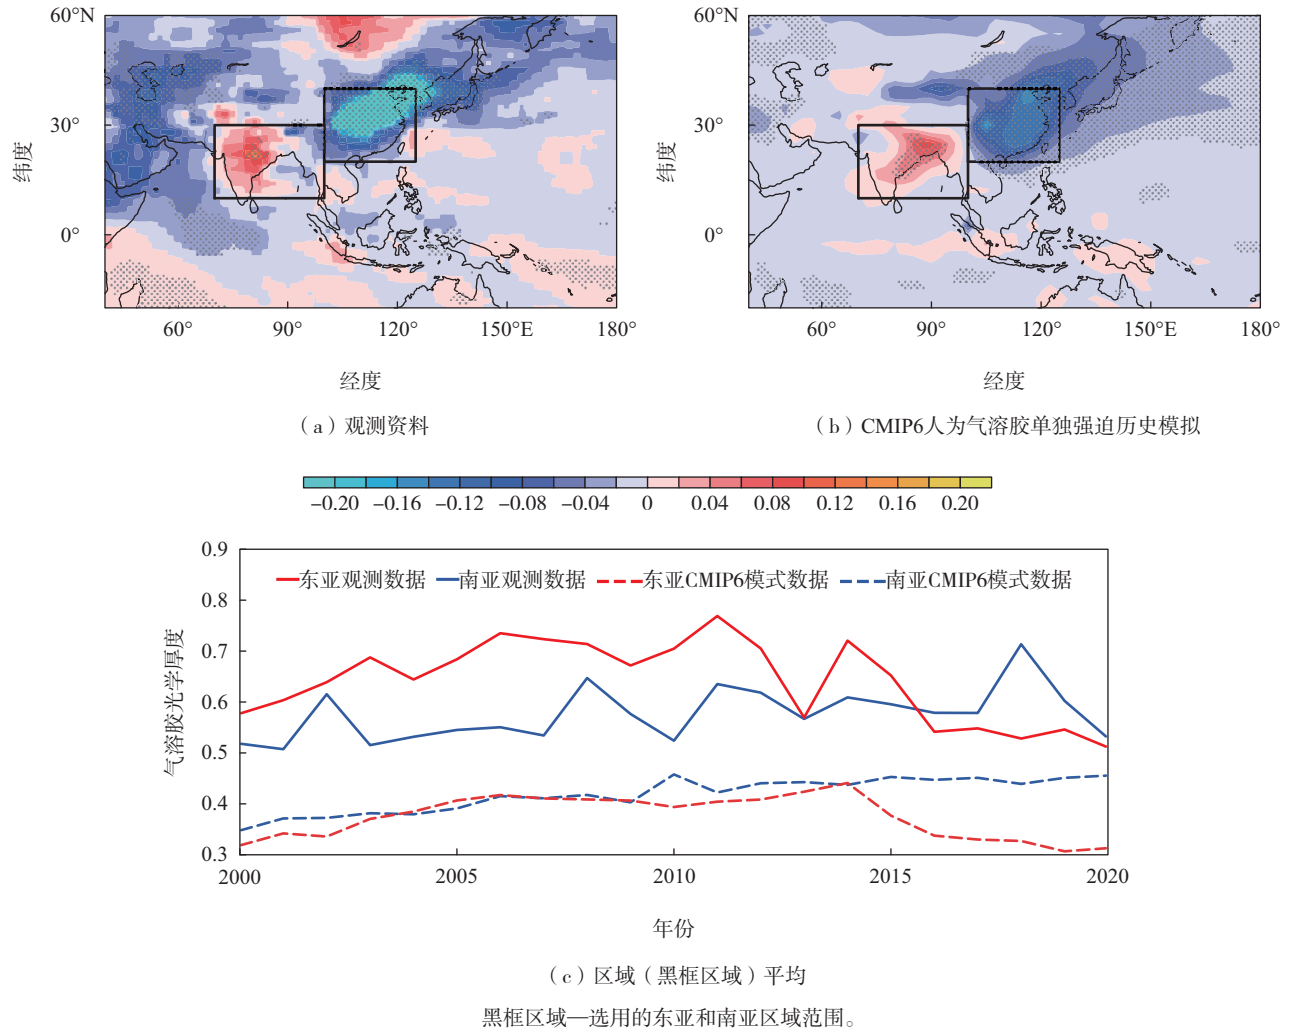 60°N
30°
0°
纬度
60°
90°
120°
150°E
180°
经度
（a）观测资料
60°N
30°
0°
纬度
60°
90°
120°
150°E
180°
经度
（b）CMIP6人为气溶胶单独强迫历史模拟
−0.20 −0.16 −0.12 −0.08 −0.04 0 0.04 0.08 0.12 0.16 0.20
0.9
0.8
0.7
0.6
0.5
0.4
0.3
气溶胶光学厚度
东亚观测数据 南亚观测数据 东亚CMIP6模式数据 南亚CMIP6模式数据
2000 2005 2010 2015 2020
年份
（c）区域（黑框区域）平均
黑框区域—选用的东亚和南亚区域范围。